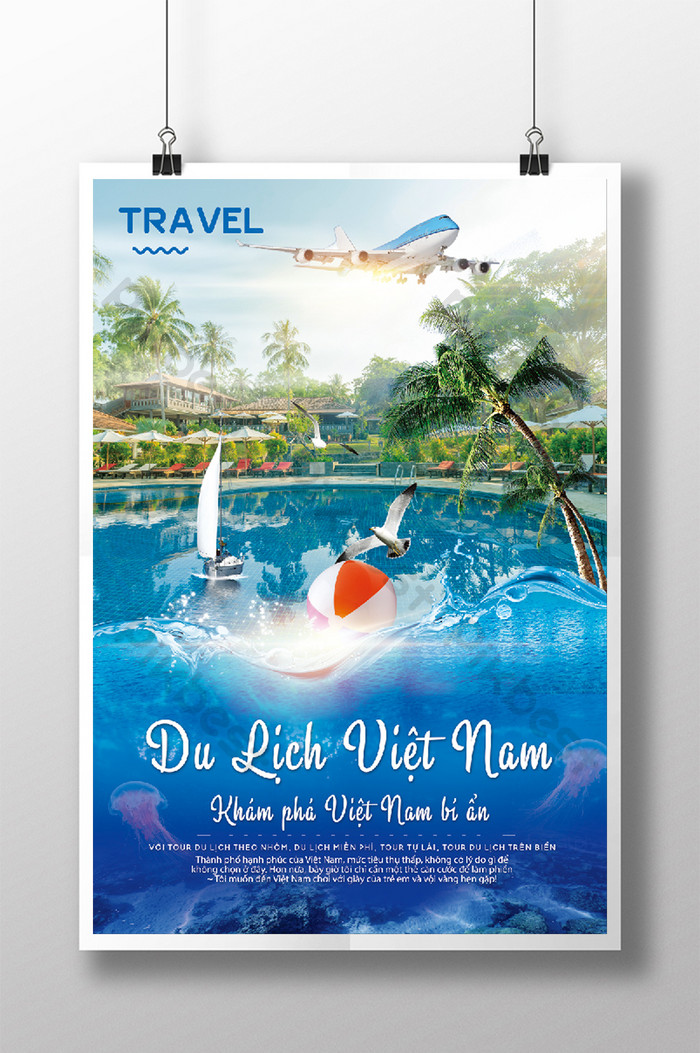 TRAVEL
Du Lịch Việt Nam
Khám phá Việt Nam bí ẩn
VỚI TOUR DU LỊCH THEO NHÓM, DU LỊCH MIỄN PHÍ, TOUR TỰ LÁI, TOUR DU LỊCH TRÊN BIỂN
Thành phố hạnh phúc của Việt Nam, mức tiêu thụ thấp, không có lý do gì để
không chọn ở đây. Hơn nữa, bây giờ tôi chỉ cần một thẻ căn cước để làm phiền
~ Tôi muốn đến Việt Nam chơi với giày của trẻ em và vội vàng hẹn gặp!